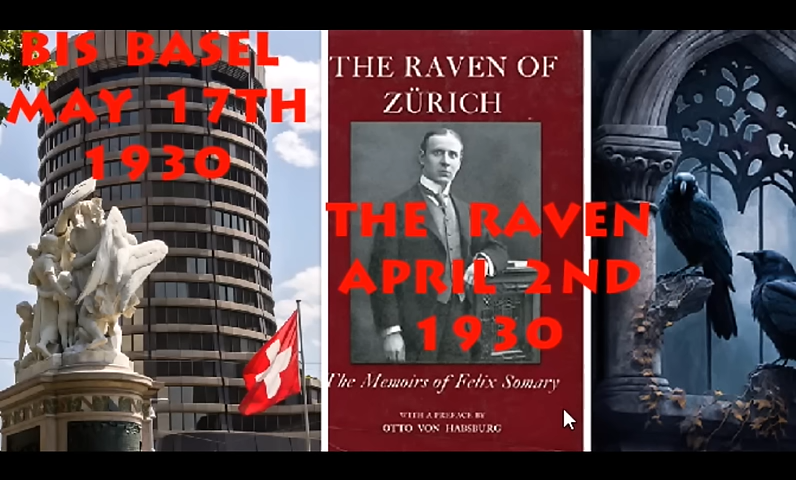 BIS BASEL
MAY 17TH
1930
THE RAVEN OF
ZÜRICH
THE RAVEN
APRIL 2ND
1930
The Memoirs of Felix Somary
WITH A PREFACE BY
OTTO VON HABSBURG